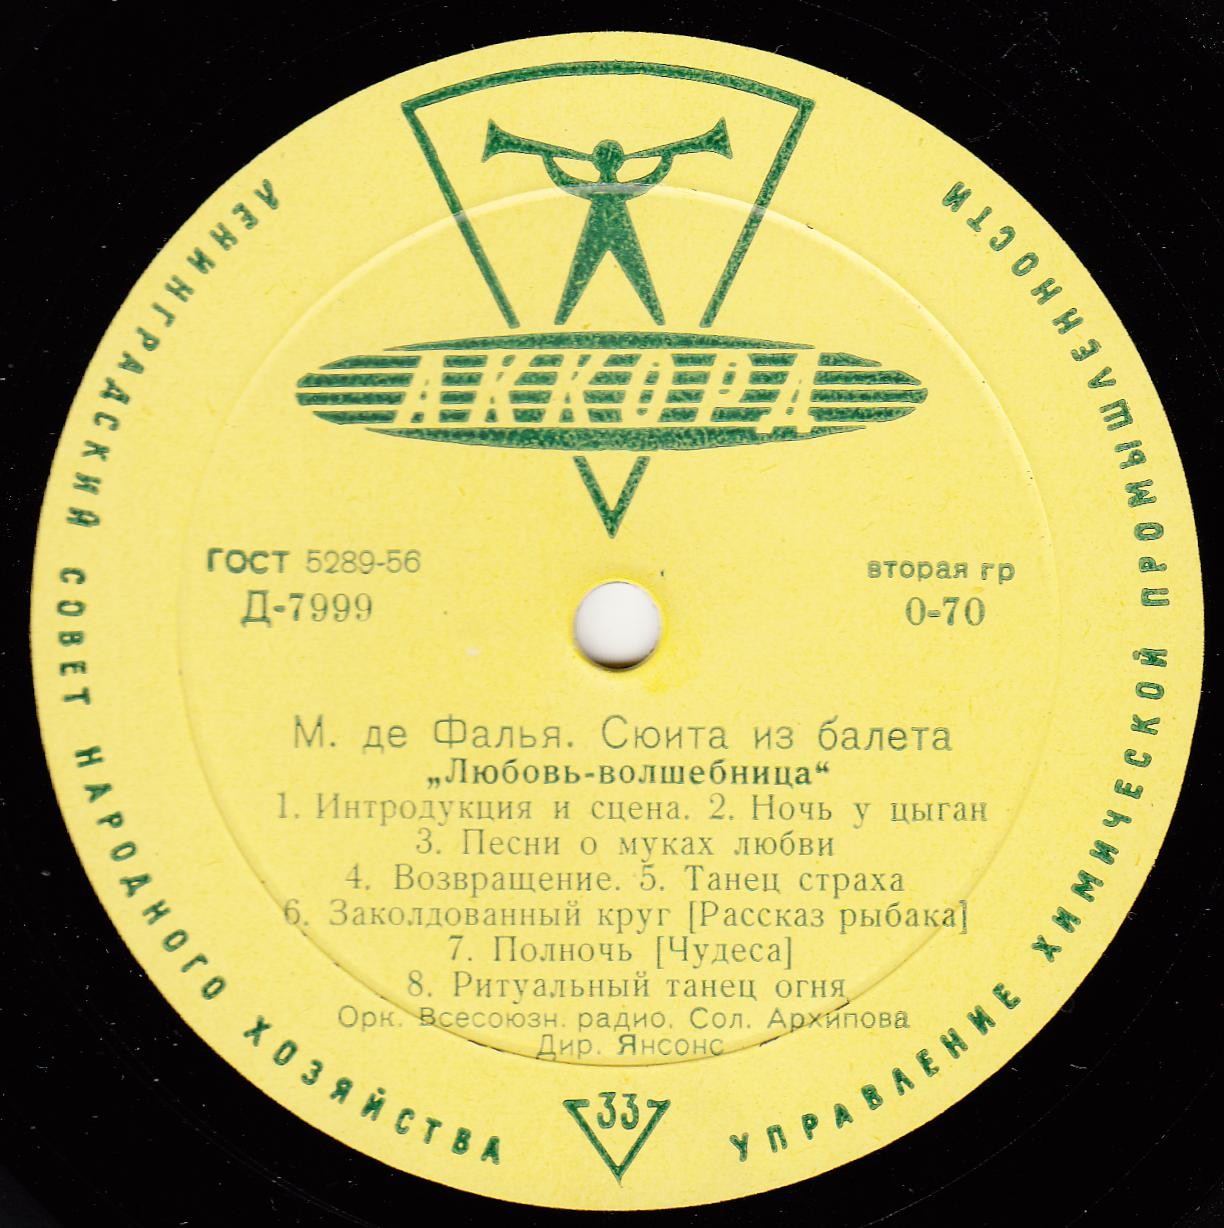 АККОРД
ЛЕНИНГРАДСКИЙ СОВЕТ НАРОДНОГО ХОЗЯЙСТВА
УПРАВЛЕНИЕ ХИМИЧЕСКОЙ ПРОМЫШЛЕННОСТИ
ГОСТ 5289-56
Д-7999
вторая гр
0-70
М. де Фалья. Сюита из балета
„Любовь-волшебница“
1. Интродукция и сцена. 2. Ночь у цыган
3. Песни о муках любви
4. Возвращение. 5. Танец страха
6. Заколдованный круг [Рассказ рыбака]
7. Полночь [Чудеса]
8. Ритуальный танец огня
Орк. Всесоюзн. радио. Сол. Архипова
Дир. Янсонс
33